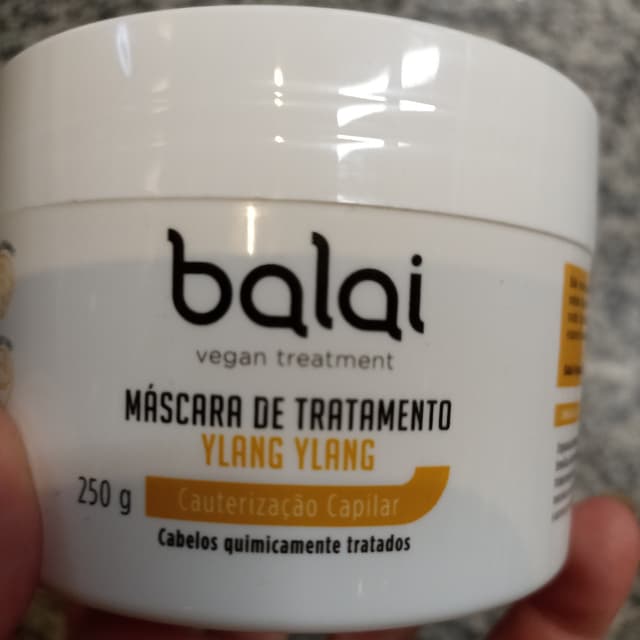 balai
vegan treatment
MÁSCARA DE TRATAMENTO
YLANG YLANG
250 g
Cauterização Capilar
Cabelos quimicamente tratados